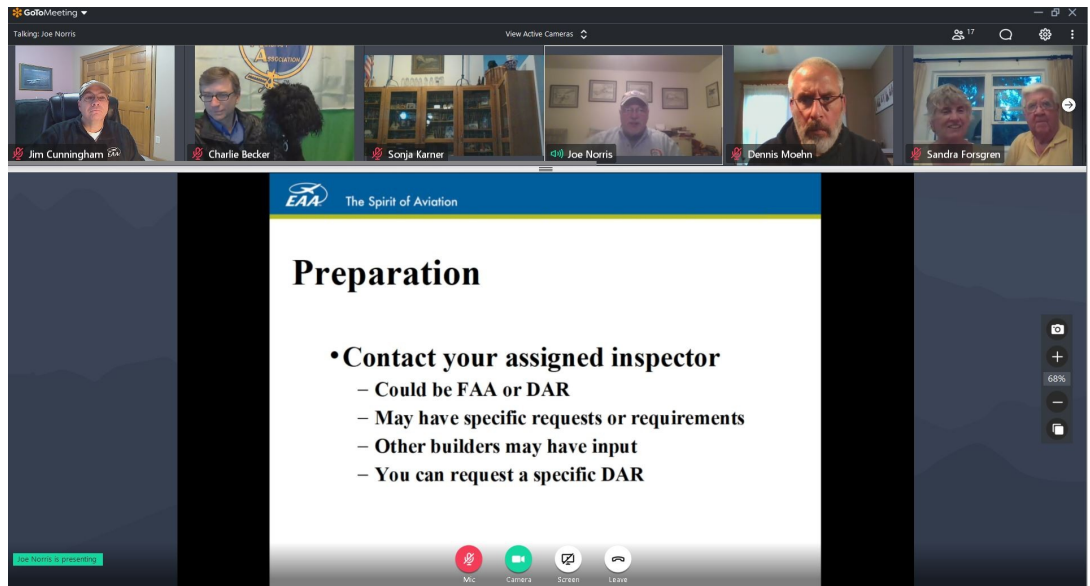 GoToMeeting
Talking: Joe Norris
View Active Cameras
17
ASSOCIATION
Jim Cunningham
EAA
Charlie Becker
Sonja Karner
Joe Norris
Dennis Moehn
Sandra Forsgren
EAA The Spirit of Aviation
Preparation
•Contact your assigned inspector
– Could be FAA or DAR
– May have specific requests or requirements
– Other builders may have input
– You can request a specific DAR
68%
Joe Norris is presenting
Mic Camera Screen Leave